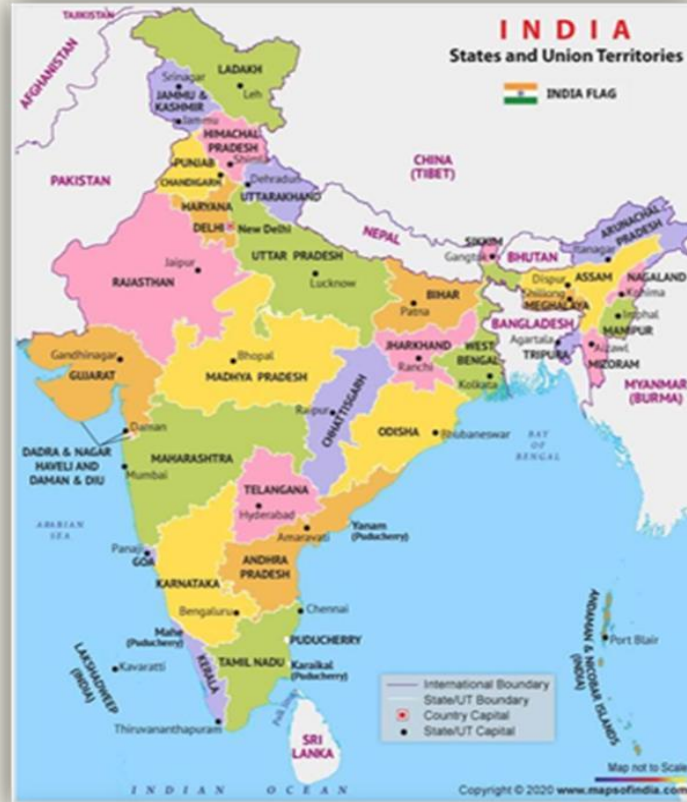 INDIA
States and Union Territories
INDIA FLAG
TAJIKISTAN
AFGHANISTAN
PAKISTAN
CHINA
(TIBET)
NEPAL
BHUTAN
BANGLADESH
MYANMAR
(BURMA)
SRI
LANKA
LADAKH
Leh
Srinagar
JAMMU &
KASHMIR
Jammu
HIMACHAL
PRADESH
Shimla
PUNJAB
CHANDIGARH
Dehradun
UTTARAKHAND
HARYANA
DELHI
New Delhi
RAJASTHAN
Jaipur
UTTAR PRADESH
Lucknow
BIHAR
Patna
SIKKIM
Gangtok
ARUNACHAL
PRADESH
Itanagar
Dispur
ASSAM
NAGALAND
Kohima
Shillong
MEGHALAYA
Imphal
MANIPUR
Agartala
TRIPURA
Aizawl
MIZORAM
JHARKHAND
Ranchi
WEST
BENGAL
Kolkata
Gandhinagar
GUJARAT
Bhopal
MADHYA PRADESH
Raipur
CHHATTISGARH
ODISHA
Bhubaneswar
Daman
DADRA & NAGAR
HAVELI AND
DAMAN & DIU
MAHARASHTRA
Mumbai
TELANGANA
Hyderabad
Amaravati
Yanam
(Puducherry)
ANDHRA
PRADESH
Panaji
GOA
KARNATAKA
Bengaluru
Chennai
Mahe
(Puducherry)
PUDUCHERRY
TAMIL NADU
Karaikal
(Puducherry)
KERALA
Thiruvananthapuram
LAKSHADWEEP
(INDIA)
Kavaratti
ANDAMAN & NICOBAR ISLANDS
(INDIA)
Port Blair
ARABIAN
SEA
BAY
OF
BENGAL
INDIAN OCEAN
International Boundary
State/UT Boundary
Country Capital
State/UT Capital
Map not to Scale
Copyright © 2020 www.mapsofindia.com